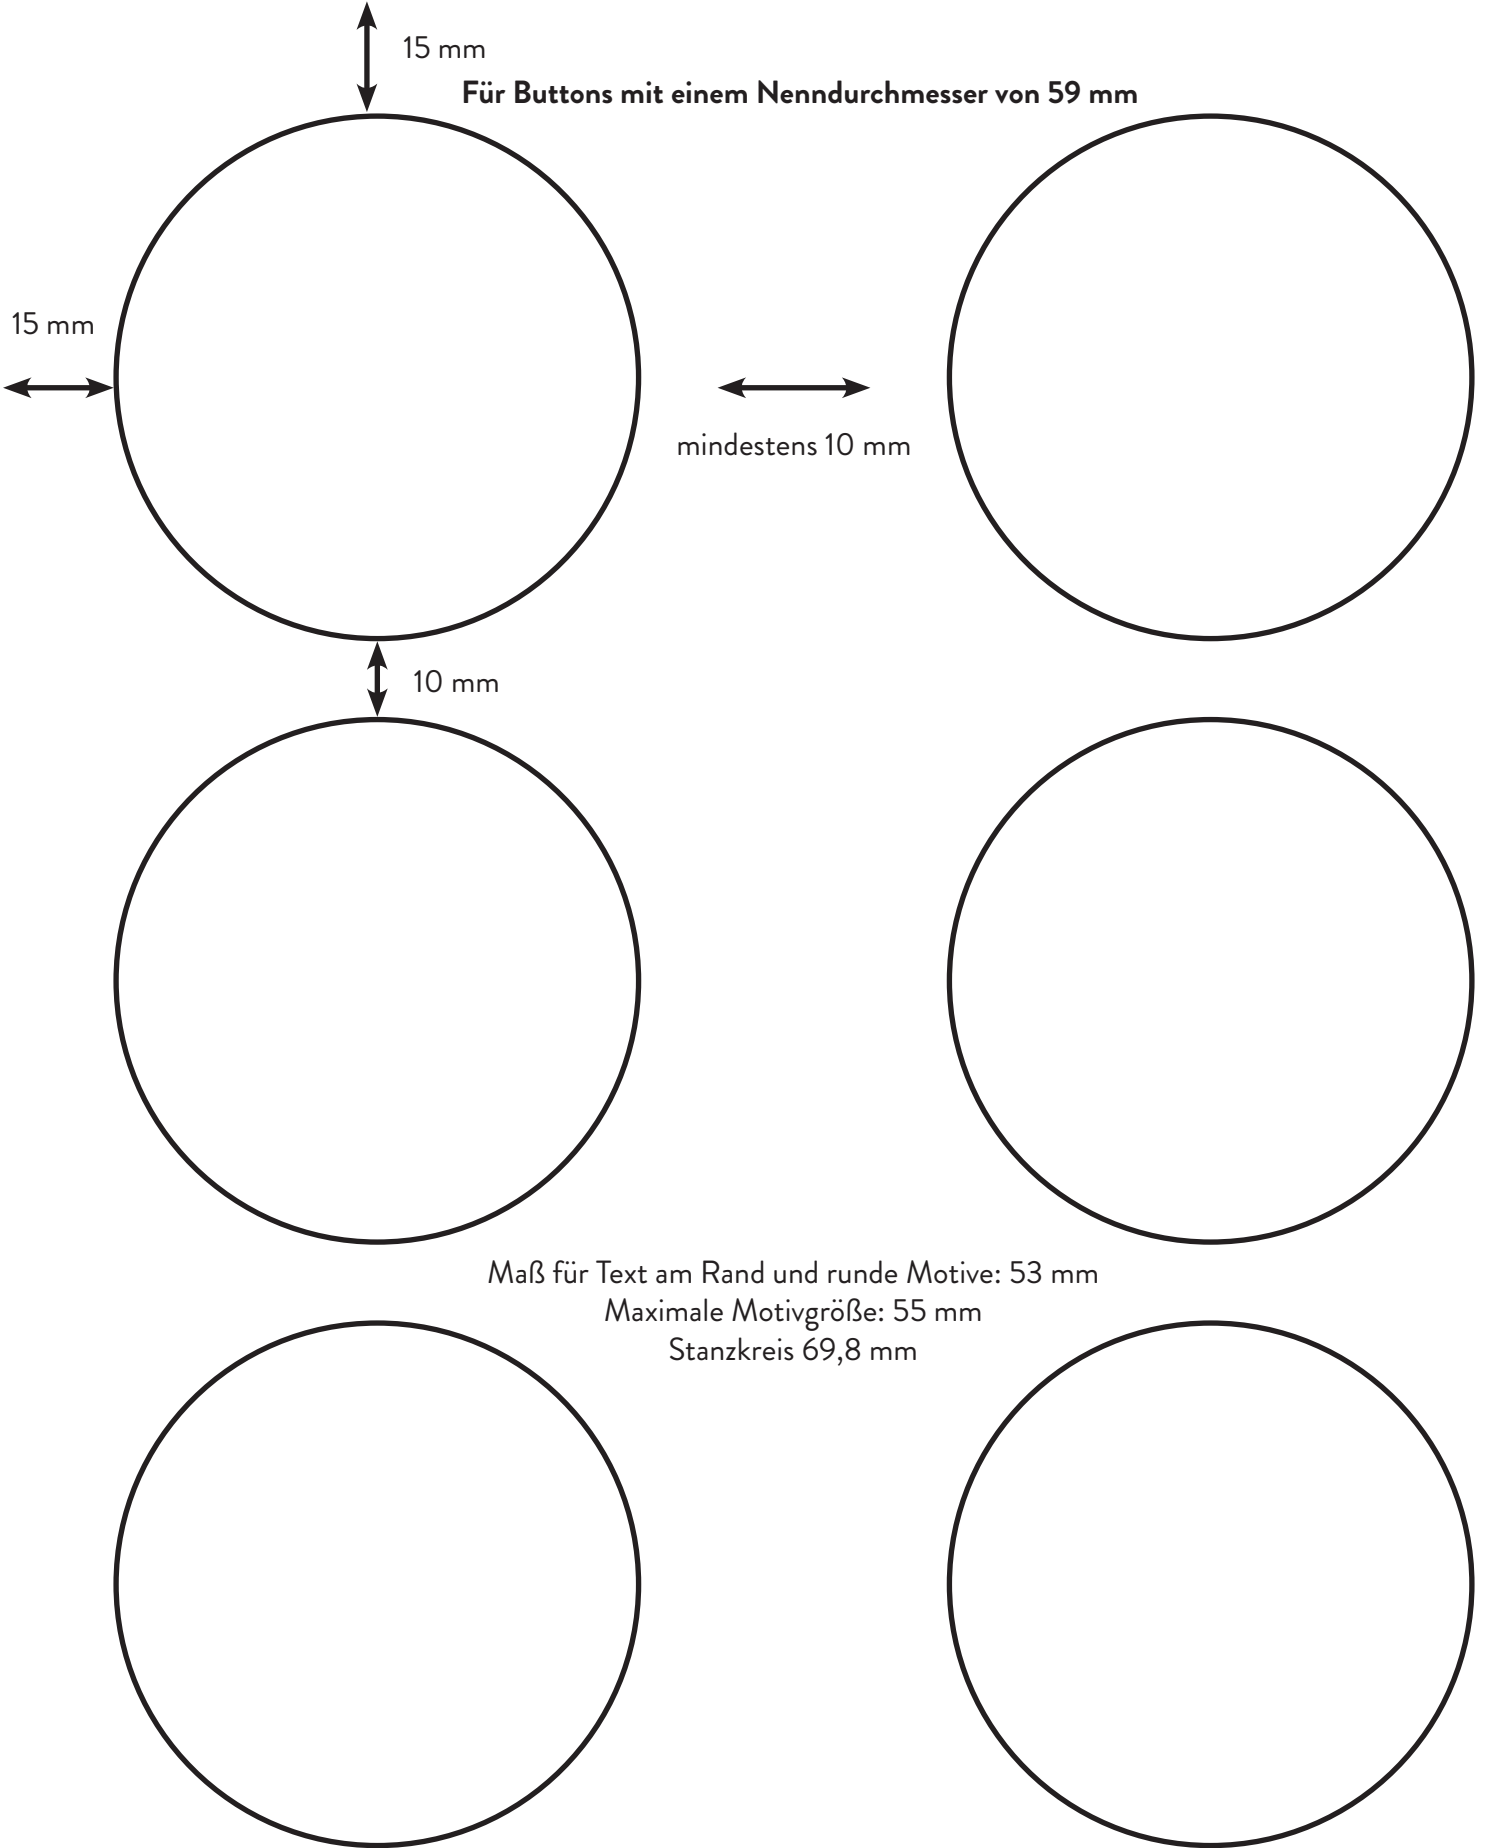 15 mm
Für Buttons mit einem Nenndurchmesser von 59 mm
15 mm
mindestens 10 mm
10 mm
Maß für Text am Rand und runde Motive: 53 mm
Maximale Motivgröße: 55 mm
Stanzkreis 69,8 mm